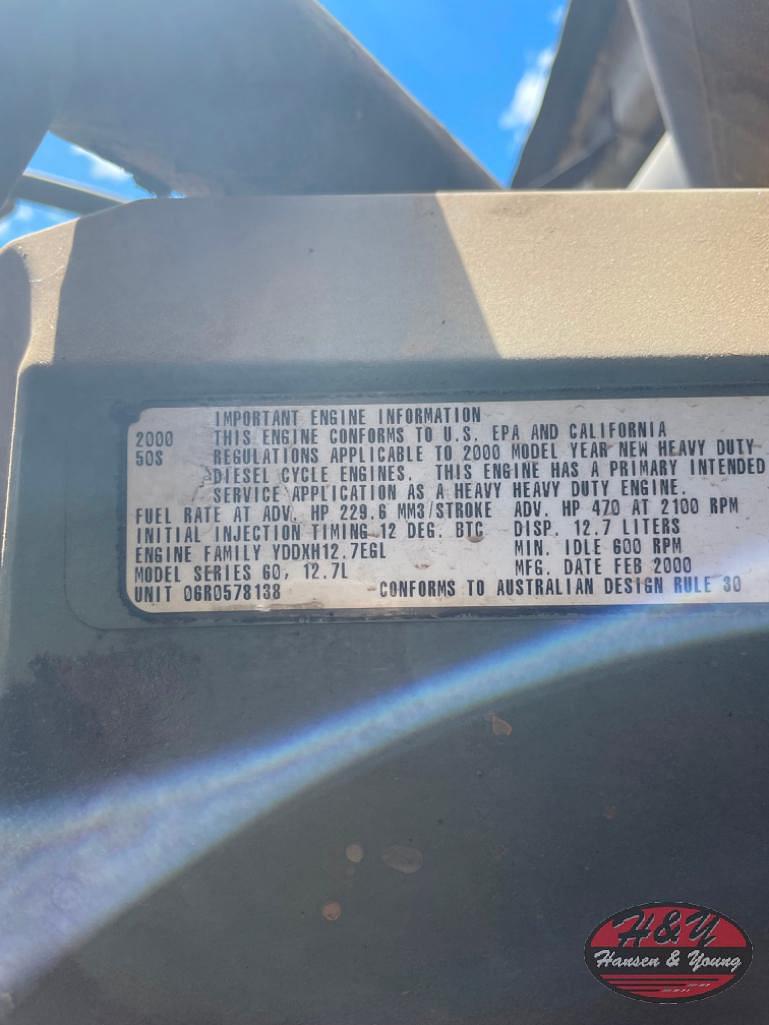 IMPORTANT ENGINE INFORMATION
2000 THIS ENGINE CONFORMS TO U.S. EPA AND CALIFORNIA
50S REGULATIONS APPLICABLE TO 2000 MODEL YEAR NEW HEAVY DUTY
DIESEL CYCLE ENGINES. THIS ENGINE HAS A PRIMARY INTENDED
SERVICE APPLICATION AS A HEAVY HEAVY DUTY ENGINE.
FUEL RATE AT ADV. HP 229.6 MM3/STROKE ADV. HP 470 AT 2100 RPM
INITIAL INJECTION TIMING 12 DEG. BTC DISP. 12.7 LITERS
ENGINE FAMILY YDDXH12.7EGL MIN. IDLE 600 RPM
MODEL SERIES 60, 12.7L MFG. DATE FEB 2000
UNIT 06R0578138 CONFORMS TO AUSTRALIAN DESIGN RULE 30
H&Y
Hansen & Young